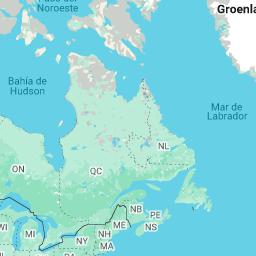 Paso del
Noroeste
Groenla
Bahía de
Hudson
Mar de
Labrador
NL
ON
QC
NB
PE
ME
NS
WI
MI
NY
NH
MA